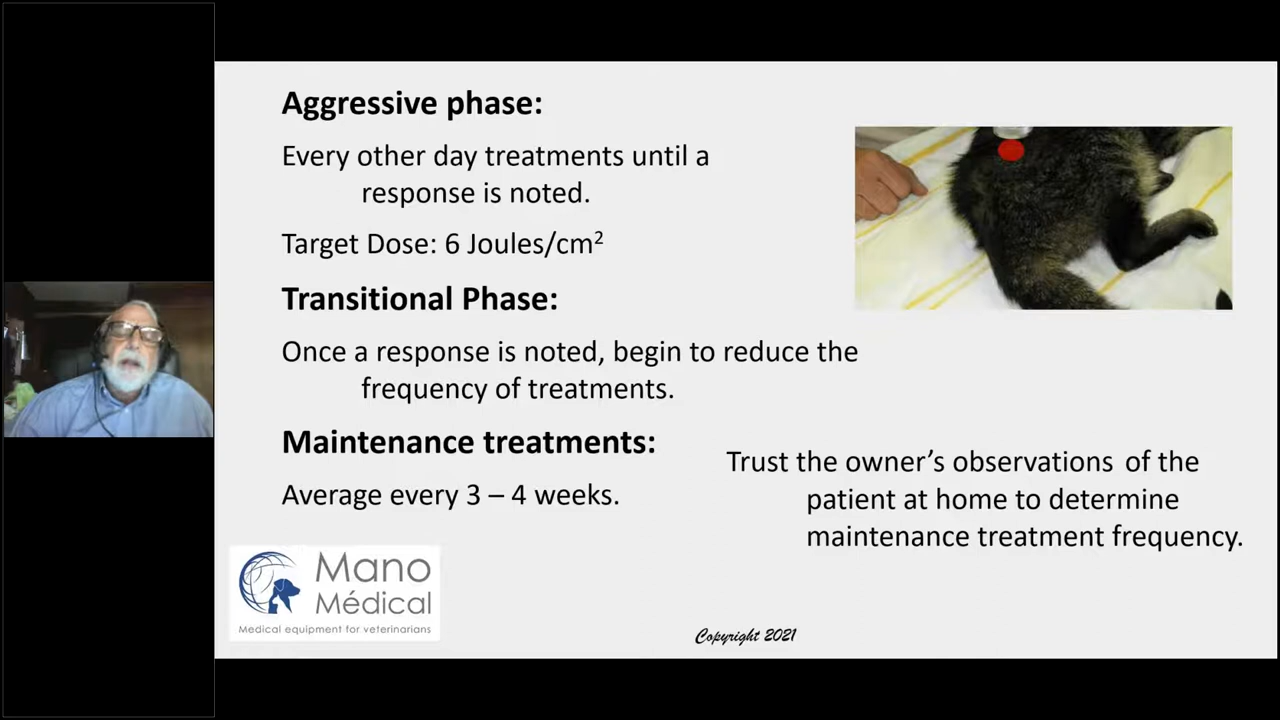 Aggressive phase:
Every other day treatments until a
response is noted.
Target Dose: 6 Joules/cm²
Transitional Phase:
Once a response is noted, begin to reduce the
frequency of treatments.
Maintenance treatments:
Average every 3 – 4 weeks.
Trust the owner’s observations of the
patient at home to determine
maintenance treatment frequency.
Mano
Médical
Medical equipment for veterinarians
Copyright 2021